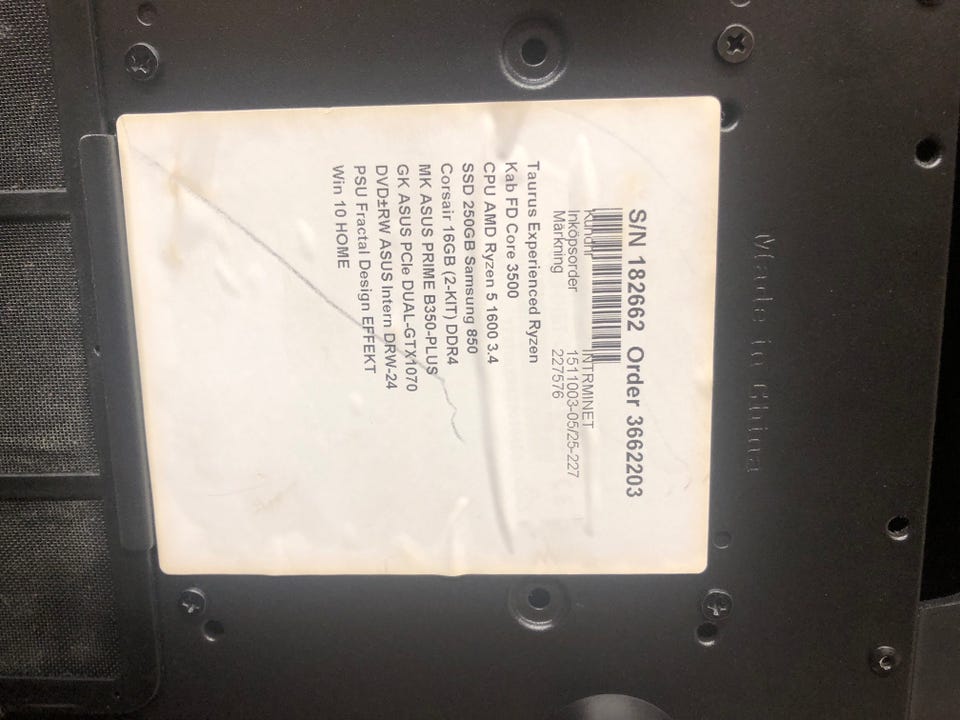 S/N 182662 Order 3662203
Kundnr INTRMINET
Inköpsorder 1511003-05/25-227
Märkning 227576
Taurus Experienced Ryzen
Kab FD Core 3500
CPU AMD Ryzen 5 1600 3.4
SSD 250GB Samsung 850
Corsair 16GB (2-KIT) DDR4
MK ASUS PRIME B350-PLUS
GK ASUS PCIe DUAL-GTX1070
DVD±RW ASUS Intern DRW-24
PSU Fractal Design EFFEKT
Win 10 HOME
Made in China